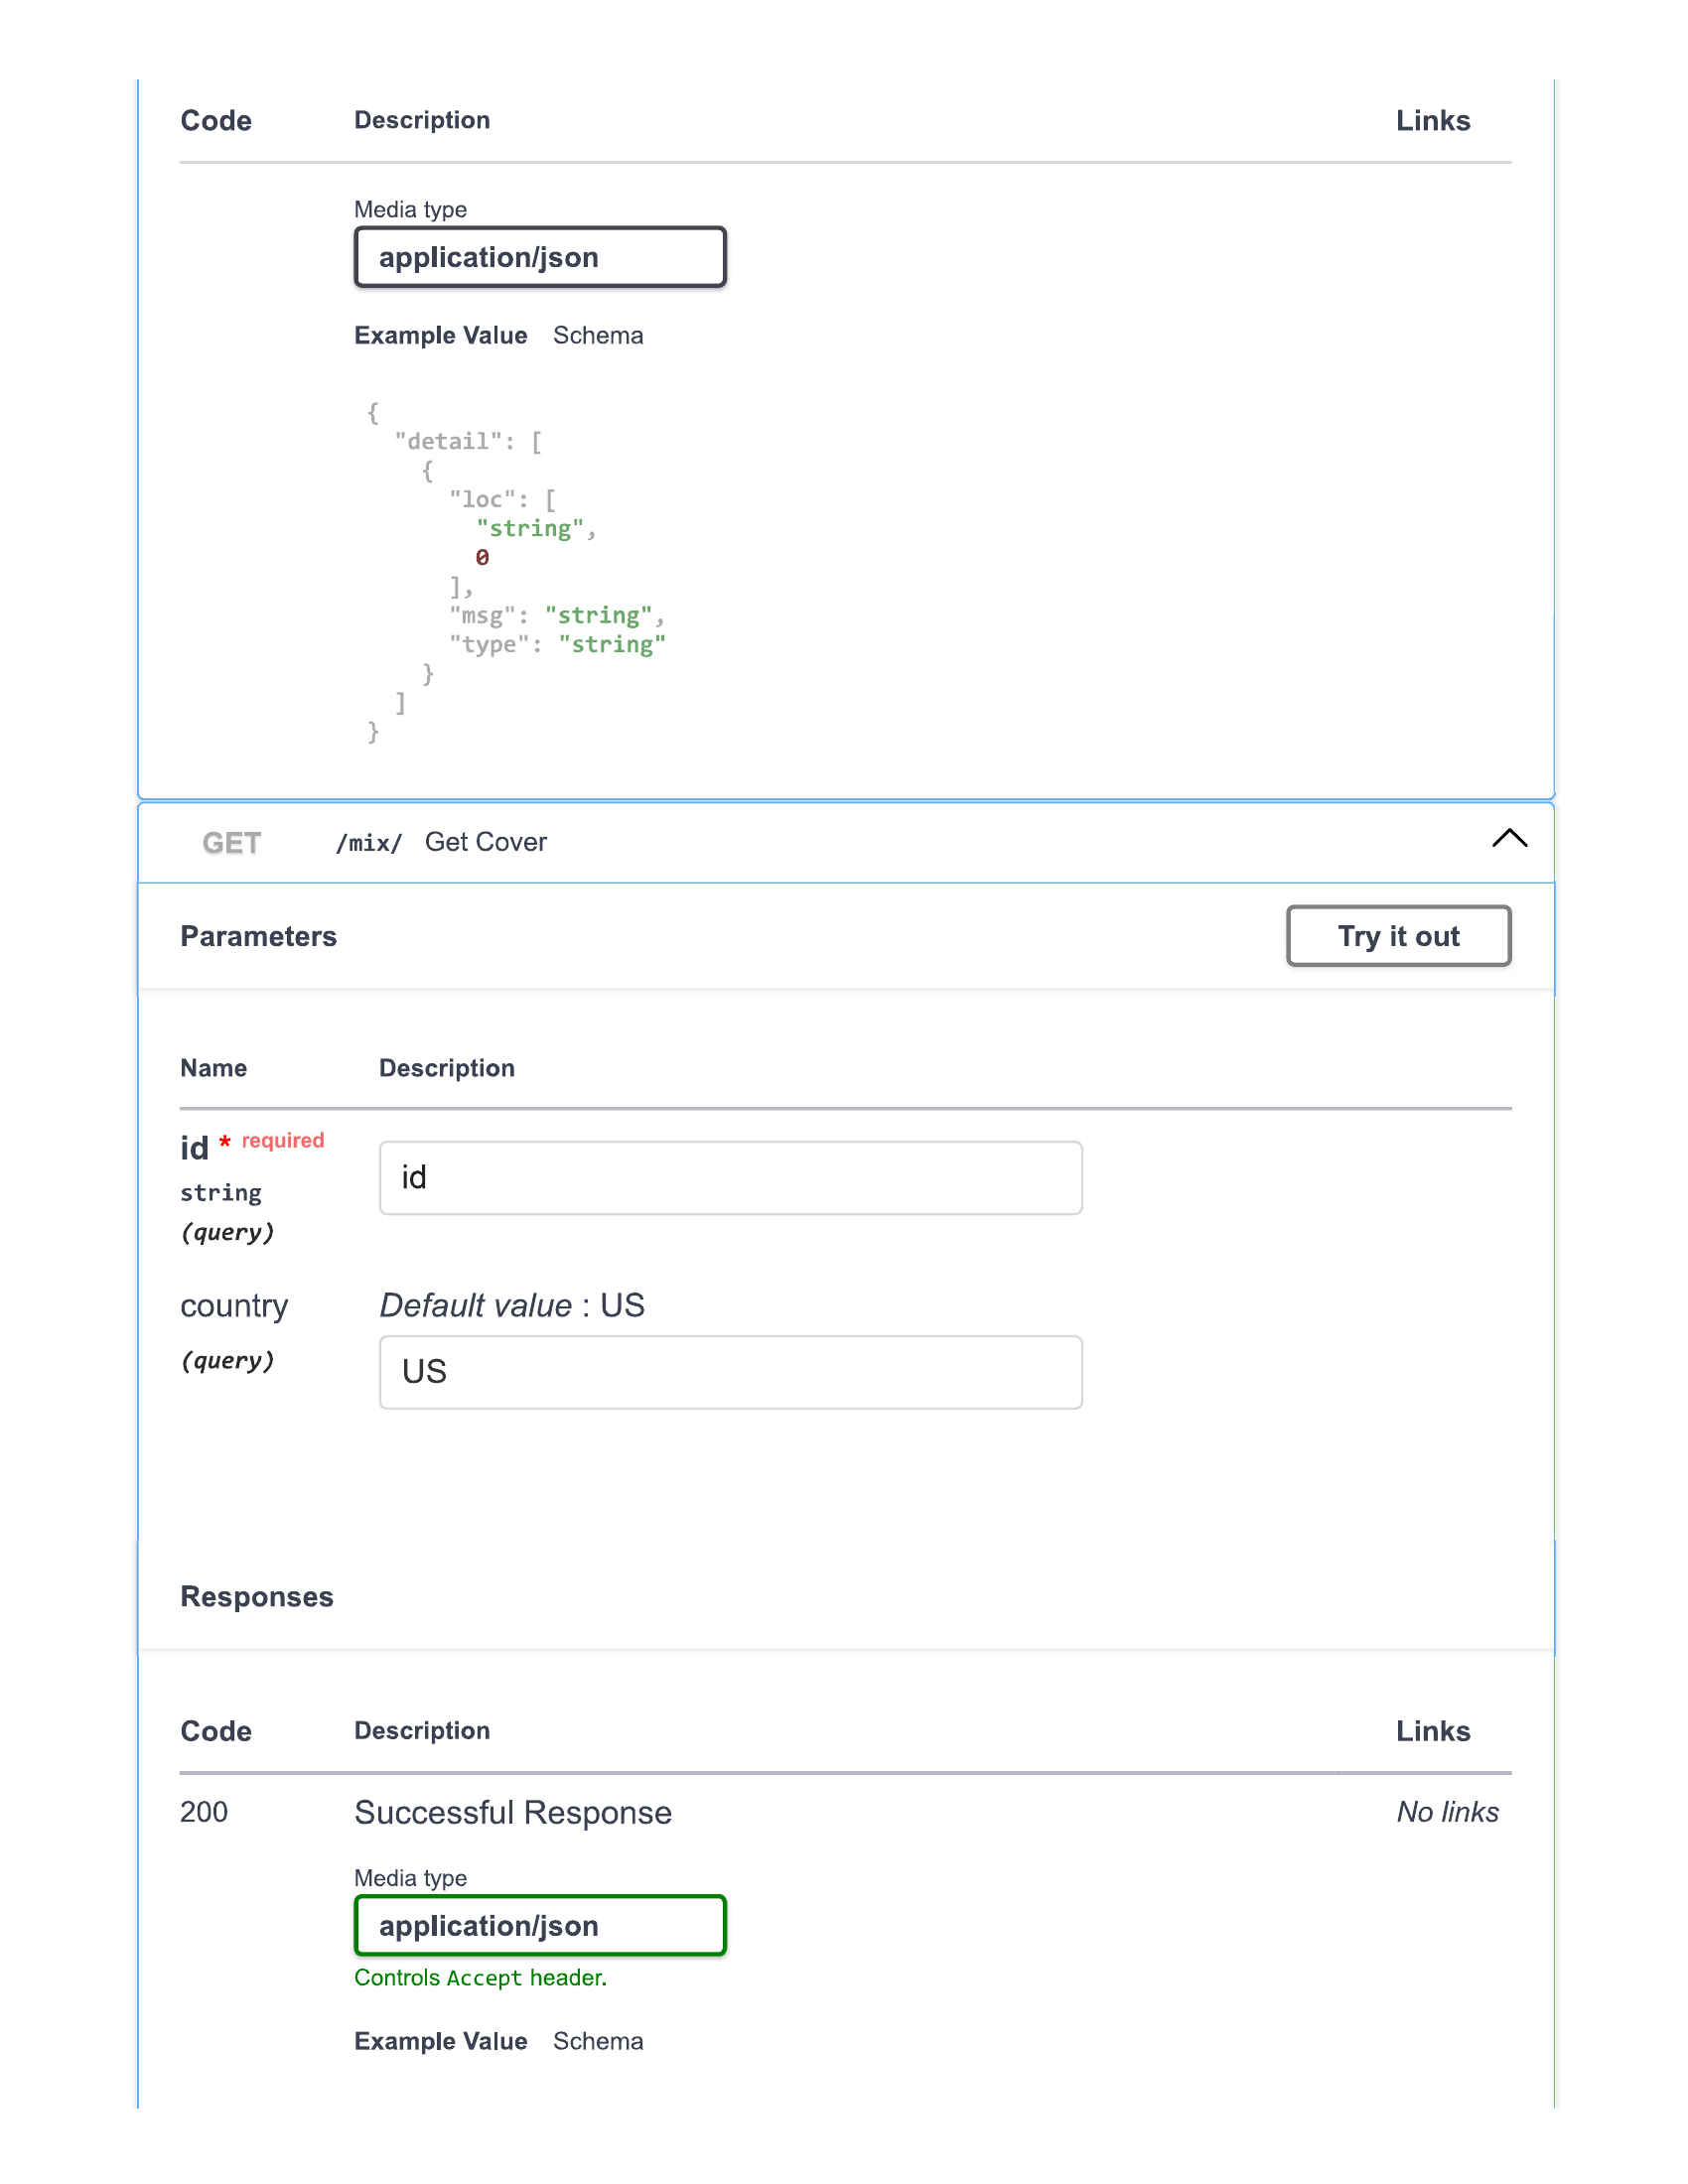 Code Description Links
Media type
application/json
Example Value Schema
{
  "detail": [
    {
      "loc": [
        "string",
        0
      ],
      "msg": "string",
      "type": "string"
    }
  ]
}
GET /mix/ Get Cover
Parameters Try it out
Name Description
id * required
string
(query)
id
country
(query)
Default value : US
US
Responses
Code Description Links
200 Successful Response No links
Media type
application/json
Controls Accept header.
Example Value Schema